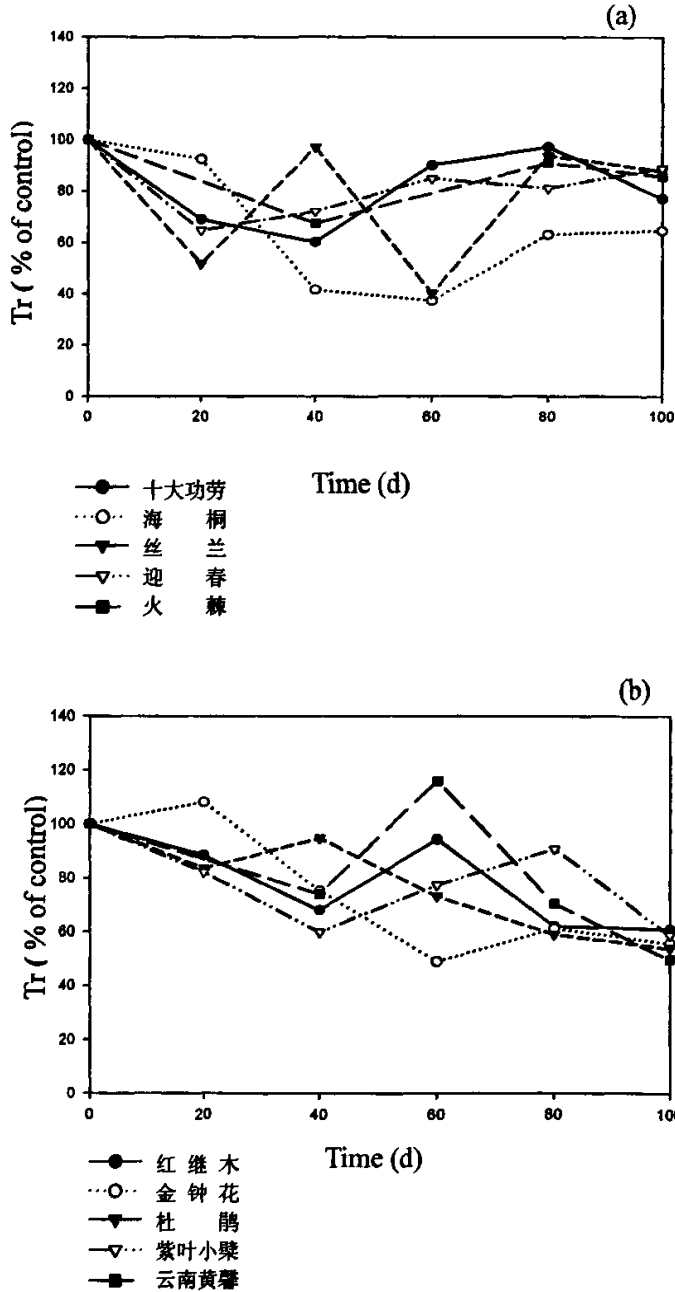 (a)
Tr ( % of control)
140
120
100
80
60
40
20
0
0 20 40 60 80 100
Time (d)
十大功劳
海 桐
丝 兰
迎 春
火 棘
(b)
Tr ( % of control)
140
120
100
80
60
40
20
0
0 20 40 60 80 100
Time (d)
红 继 木
金 钟 花
杜 鹃
紫叶小檗
云南黄馨